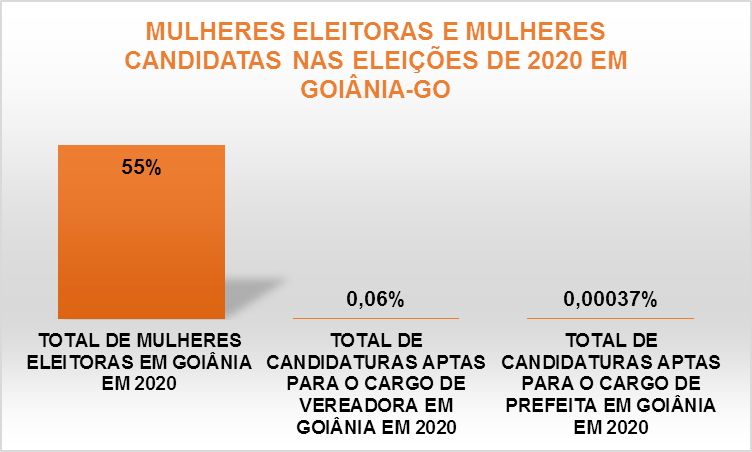 MULHERES ELEITORAS E MULHERES
CANDIDATAS NAS ELEIÇÕES DE 2020 EM
GOIÂNIA-GO
55%
0,06%
0,00037%
TOTAL DE MULHERES
ELEITORAS EM GOIÂNIA
EM 2020
TOTAL DE
CANDIDATURAS APTAS
PARA O CARGO DE
VEREADORA EM
GOIÂNIA EM 2020
TOTAL DE
CANDIDATURAS APTAS
PARA O CARGO DE
PREFEITA EM GOIÂNIA
EM 2020